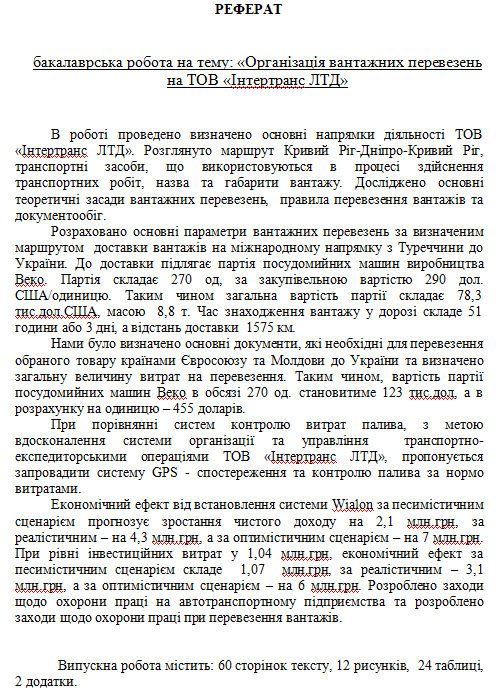 РЕФЕРАТ
бакалаврська робота на тему: «Організація вантажних перевезень
на ТОВ «Інтертранс ЛТД»
В роботі проведено визначено основні напрямки діяльності ТОВ
«Інтертранс ЛТД». Розглянуто маршрут Кривий Ріг-Дніпро-Кривий Ріг,
транспортні засоби, що використовуються в процесі здійснення
транспортних робіт, назва та габарити вантажу. Досліджено основні
теоретичні засади вантажних перевезень, правила перевезення вантажів та
документообіг.
Розраховано основні параметри вантажних перевезень за визначеним
маршрутом доставки вантажів на міжнародному напрямку з Туреччини до
України. До доставки підлягає партія посудомийних машин виробництва
Веко. Партія складає 270 од, за закупівельною вартістю 290 дол.
США/одиницю. Таким чином загальна вартість партії складає 78,3
тис.дол.США, масою 8,8 т. Час знаходження вантажу у дорозі складе 51
години або 3 дні, а відстань доставки 1575 км.
Нами було визначено основні документи, які необхідні для перевезення
обраного товару країнами Євросоюзу та Молдови до України та визначено
загальну величину витрат на перевезення. Таким чином, вартість партії
посудомийних машин Веко в обсязі 270 од. становитиме 123 тис.дол, а в
розрахунку на одиницю – 455 доларів.
При порівнянні систем контролю витрат палива, з метою
вдосконалення системи організації та управління транспортно-
експедиторськими операціями ТОВ «Інтертранс ЛТД», пропонується
запровадити систему GPS - спостереження та контролю палива за нормо
витратами.
Економічний ефект від встановлення системи Wialon за песимістичним
сценарієм прогнозує зростання чистого доходу на 2,1 млн.грн, за
реалістичним – на 4,3 млн.грн, а за оптимістичним сценарієм – на 7 млн.грн.
При рівні інвестиційних витрат у 1,04 млн.грн, економічний ефект за
песимістичним сценарієм складе 1,07 млн.грн, за реалістичним – 3,1
млн.грн, а за оптимістичним сценарієм – на 6 млн.грн. Розроблено заходи
щодо охорони праці на автотранспортному підприємства та розроблено
заходи щодо охорони праці при перевезення вантажів.
Випускна робота містить: 60 сторінок тексту, 12 рисунків, 24 таблиці,
2 додатки.